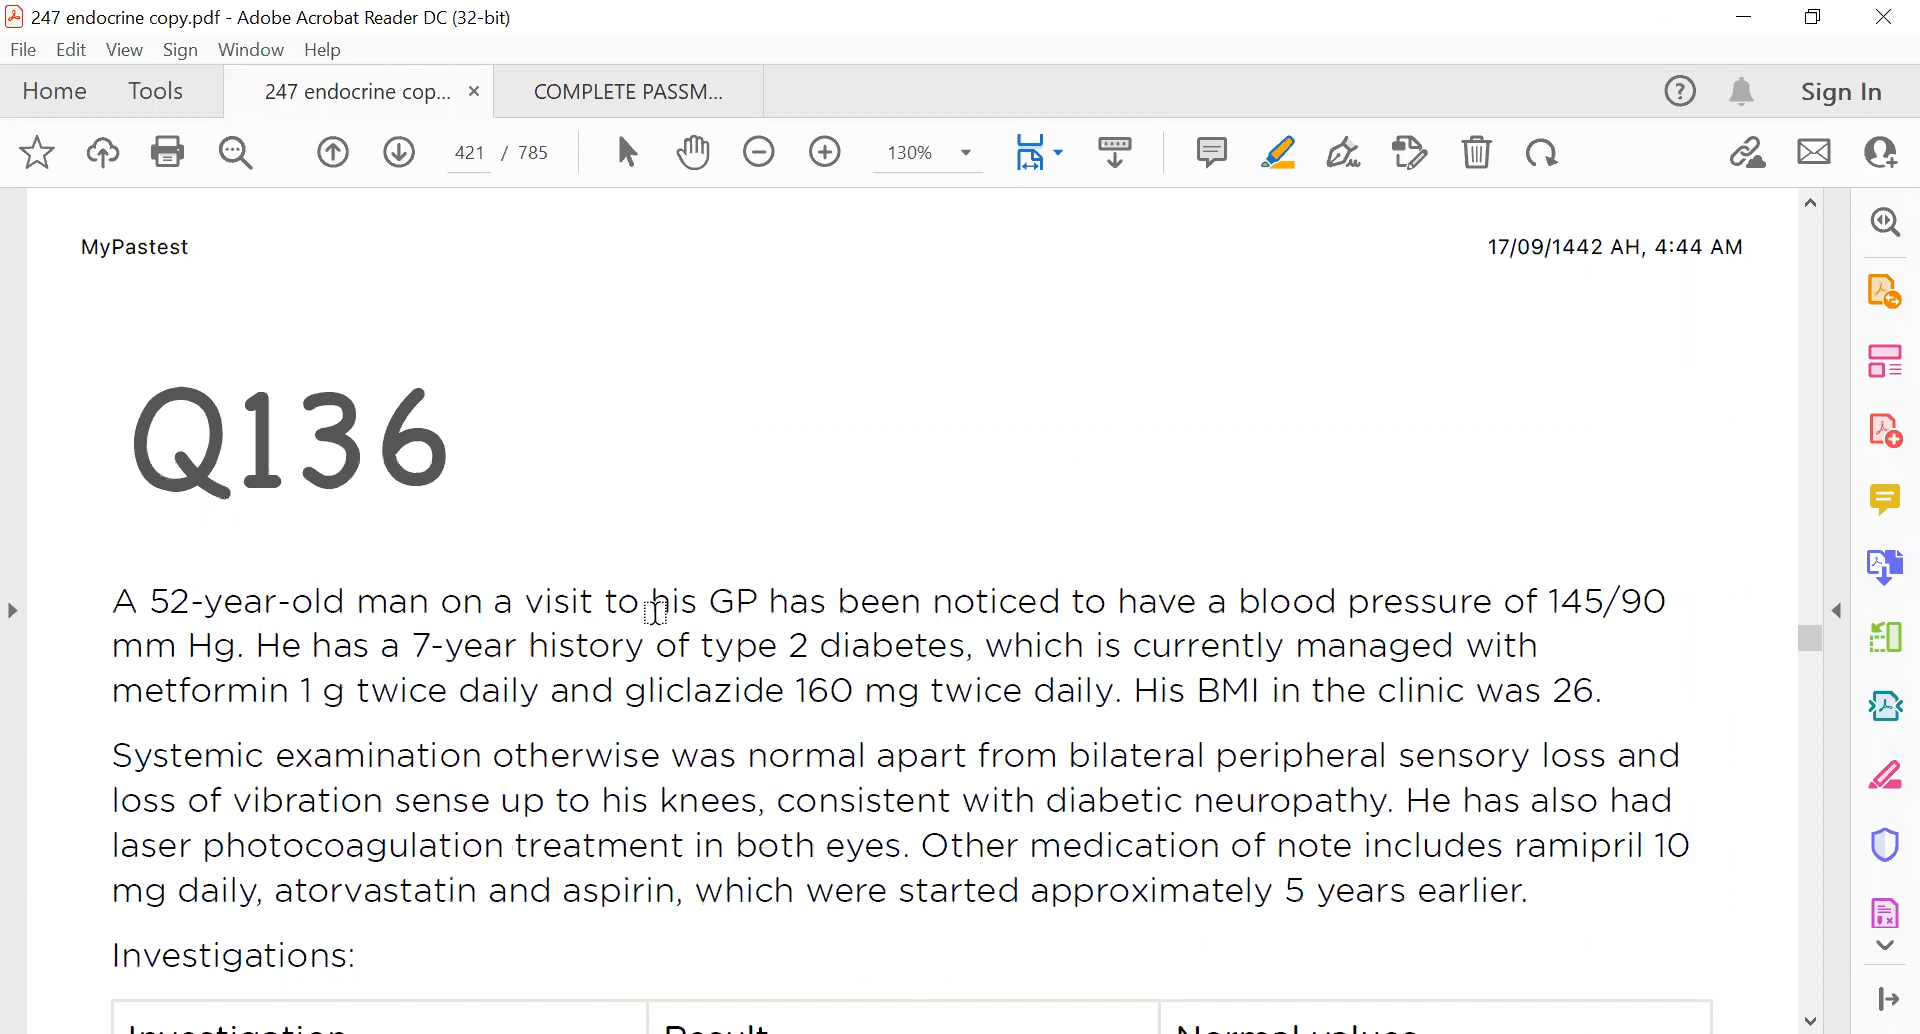 247 endocrine copy.pdf - Adobe Acrobat Reader DC (32-bit)
File Edit View Sign Window Help
Home Tools 247 endocrine cop... × COMPLETE PASSM... Sign In
421 / 785 130%
MyPastest 17/09/1442 AH, 4:44 AM
Q136
A 52-year-old man on a visit to his GP has been noticed to have a blood pressure of 145/90
mm Hg. He has a 7-year history of type 2 diabetes, which is currently managed with
metformin 1 g twice daily and gliclazide 160 mg twice daily. His BMI in the clinic was 26.
Systemic examination otherwise was normal apart from bilateral peripheral sensory loss and
loss of vibration sense up to his knees, consistent with diabetic neuropathy. He has also had
laser photocoagulation treatment in both eyes. Other medication of note includes ramipril 10
mg daily, atorvastatin and aspirin, which were started approximately 5 years earlier.
Investigations:
Investigation Result Normal values